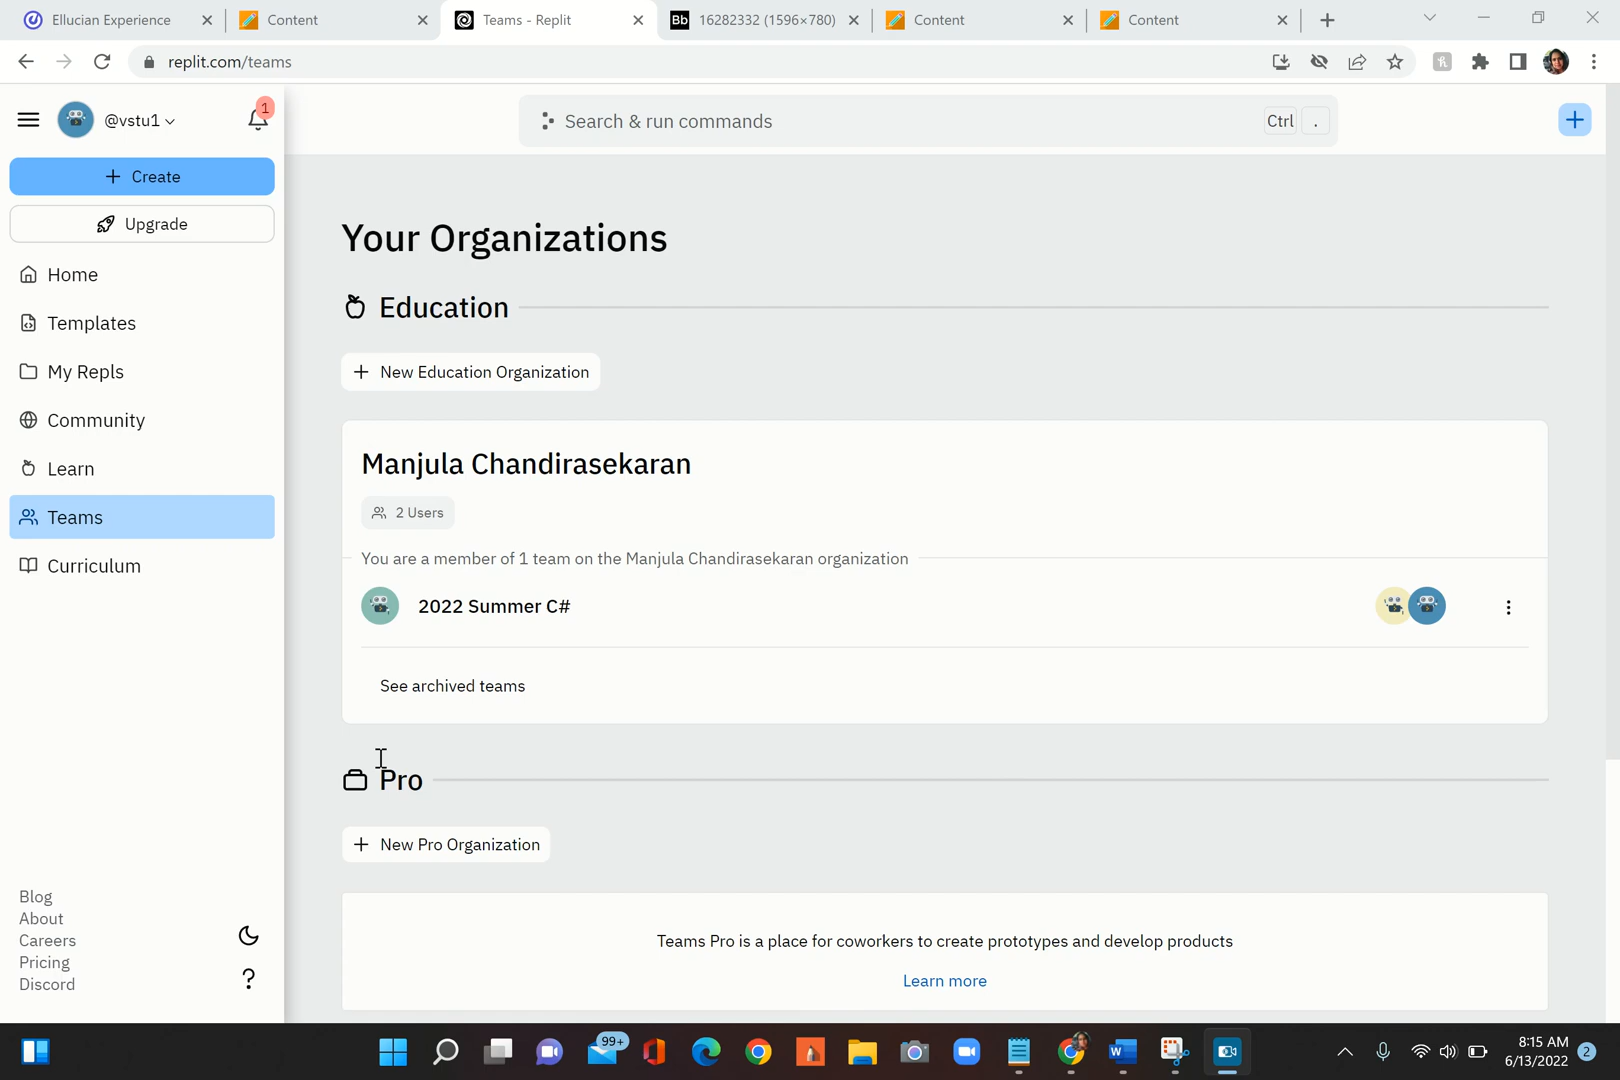 Ellucian Experience
Content
Teams - Replit
Bb 16282332 (1596×780)
Content
Content
replit.com/teams
@vstu1
1
Search & run commands
Ctrl .
+ Create
Upgrade
Home
Templates
My Repls
Community
Learn
Teams
Curriculum
Your Organizations
Education
+ New Education Organization
Manjula Chandirasekaran
2 Users
You are a member of 1 team on the Manjula Chandirasekaran organization
2022 Summer C#
See archived teams
Pro
+ New Pro Organization
Teams Pro is a place for coworkers to create prototypes and develop products
Learn more
Blog
About
Careers
Pricing
Discord
?
99+
8:15 AM
6/13/2022
2